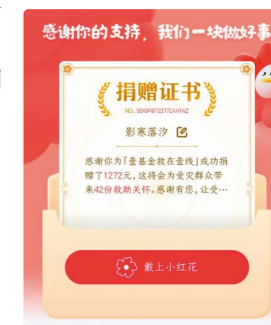 感谢你的支持，我们一块做好事
捐赠证书
影寒落汐
感谢你为「壹基金救在壹线」成功捐
赠了1272元，这将会为受灾群众带
来42份救助关怀。感谢有您，让受…
戴上小红花